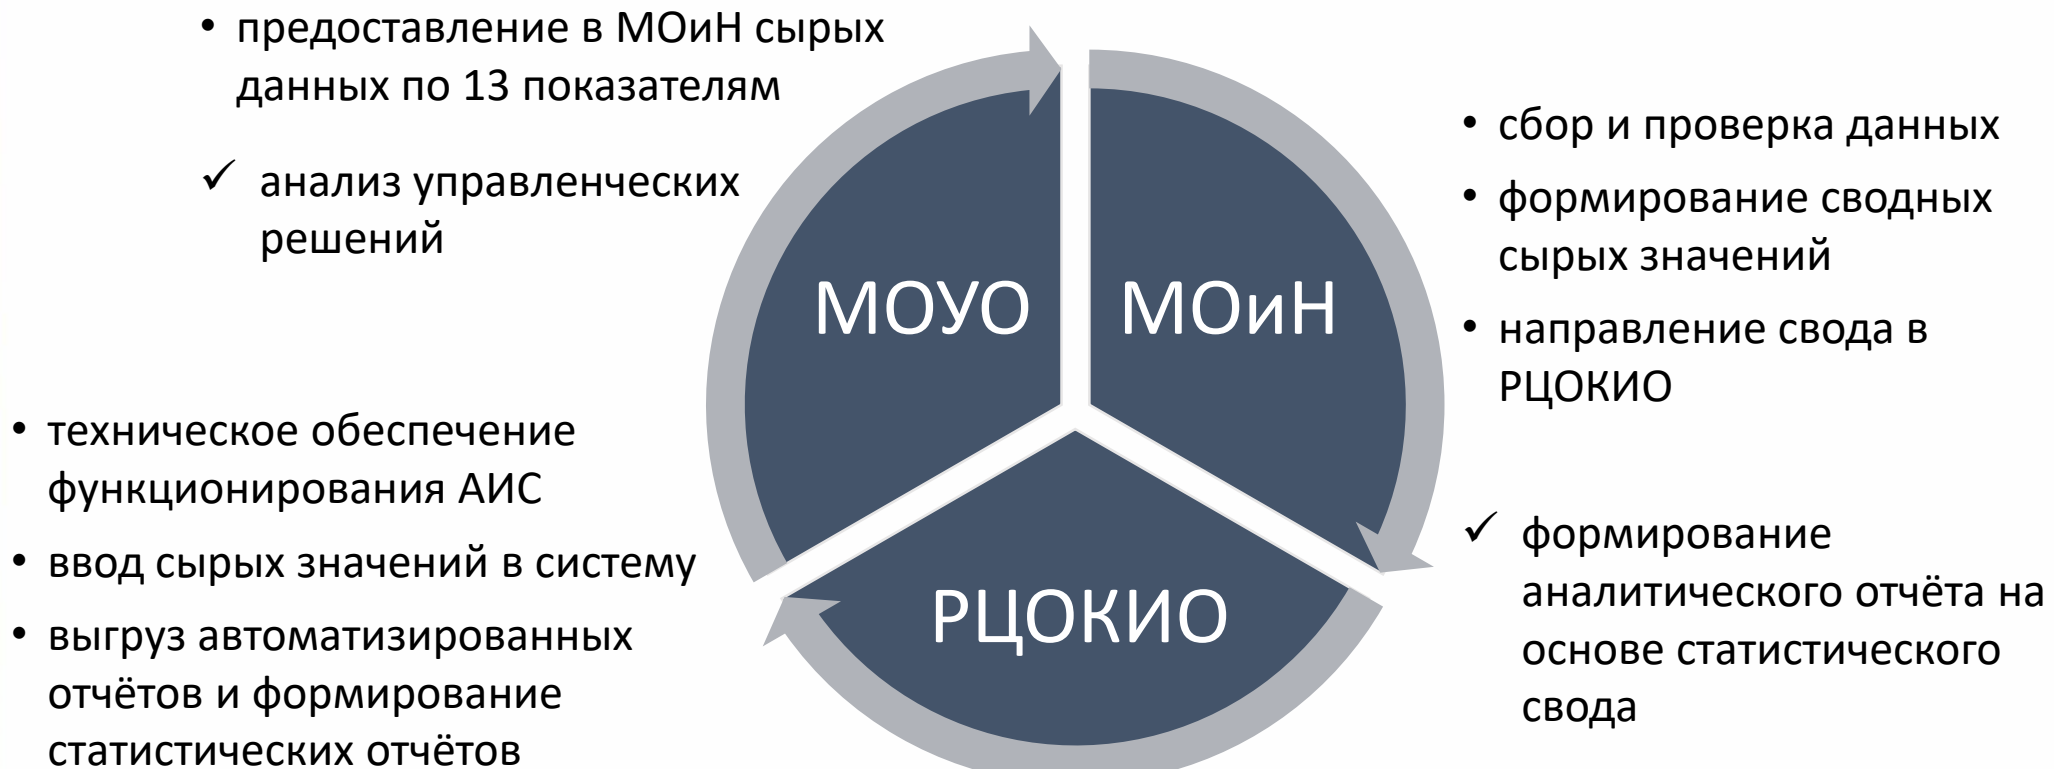 • предоставление в МОиН сырых
данных по 13 показателям
✓ анализ управленческих
решений
МОУО
МОиН
• сбор и проверка данных
• формирование сводных
сырых значений
• направление свода в
РЦОКИО
✓ формирование
аналитического отчёта на
основе статистического
свода
• техническое обеспечение
функционирования АИС
• ввод сырых значений в систему
• выгруз автоматизированных
отчётов и формирование
статистических отчётов
РЦОКИО